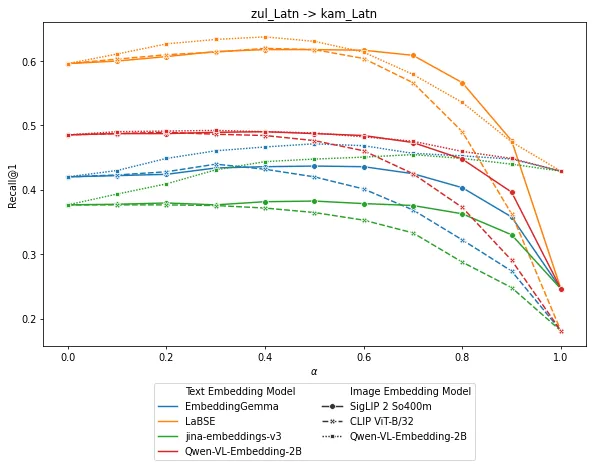 zul_Latn -> kam_Latn
Recall@1
0.6
0.5
0.4
0.3
0.2
0.0
0.2
0.4
0.6
0.8
1.0
α
Text Embedding Model
EmbeddingGemma
LaBSE
jina-embeddings-v3
Qwen-VL-Embedding-2B
Image Embedding Model
SigLIP 2 So400m
CLIP ViT-B/32
Qwen-VL-Embedding-2B